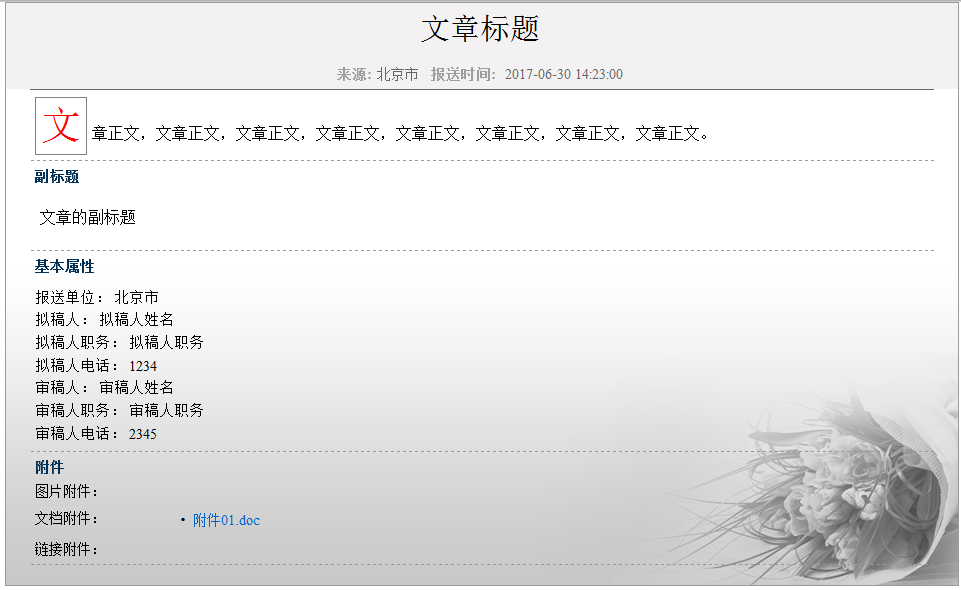 文章标题
来源: 北京市 报送时间: 2017-06-30 14:23:00
文章正文，文章正文，文章正文，文章正文，文章正文，文章正文，文章正文，文章正文。
副标题
文章的副标题
基本属性
报送单位： 北京市
拟稿人： 拟稿人姓名
拟稿人职务： 拟稿人职务
拟稿人电话： 1234
审稿人： 审稿人姓名
审稿人职务： 审稿人职务
审稿人电话： 2345
附件
图片附件：
文档附件： • 附件01.doc
链接附件：